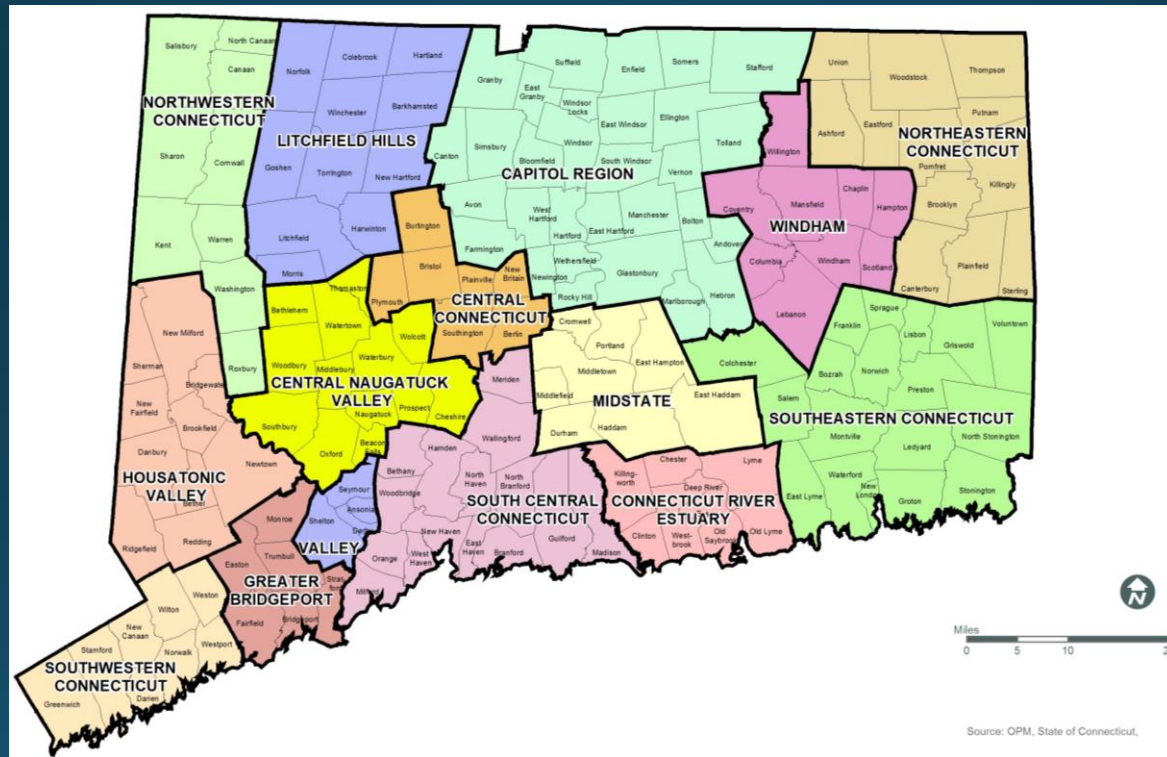 Salisbury
North Canaan
Canaan
NORTHWESTERN
CONNECTICUT
Sharon
Cornwall
Kent
Warren
Washington
Roxbury
Norfolk
Colebrook
Hartland
Winchester
Barkhamsted
LITCHFIELD HILLS
Goshen
Torrington
New Hartford
Litchfield
Harwinton
Morris
Granby
Suffield
Enfield
Somers
Stafford
East
Granby
Windsor
Locks
East Windsor
Ellington
Simsbury
Windsor
Tolland
Canton
Bloomfield
South Windsor
Vernon
CAPITOL REGION
Avon
West
Hartford
Manchester
Bolton
Hartford
East Hartford
Farmington
Wethersfield
Andover
Newington
Glastonbury
Rocky Hill
Marlborough
Hebron
Union
Woodstock
Thompson
Putnam
Ashford
Eastford
NORTHEASTERN
CONNECTICUT
Pomfret
Killingly
Brooklyn
Plainfield
Canterbury
Sterling
Willington
Chaplin
Mansfield
Hampton
Coventry
WINDHAM
Columbia
Windham
Scotland
Lebanon
Burlington
Bristol
Plainville
New
Britain
Plymouth
CENTRAL
CONNECTICUT
Southington
Berlin
Thomaston
Bethlehem
Watertown
Wolcott
Waterbury
Woodbury
Middlebury
CENTRAL NAUGATUCK
VALLEY
Naugatuck
Prospect
Cheshire
Southbury
Oxford
Beacon
Falls
Cromwell
Portland
East Hampton
Middletown
Middlefield
MIDSTATE
East Haddam
Durham
Haddam
Sprague
Franklin
Lisbon
Voluntown
Griswold
Colchester
Bozrah
Norwich
Preston
Salem
SOUTHEASTERN CONNECTICUT
Montville
Ledyard
North Stonington
Waterford
New
London
East Lyme
Groton
Stonington
New Milford
Sherman
Bridgewater
New
Fairfield
Brookfield
Danbury
Newtown
HOUSATONIC
VALLEY
Bethel
Ridgefield
Redding
Meriden
Wallingford
Hamden
Bethany
North
Haven
North
Branford
Woodbridge
SOUTH CENTRAL
CONNECTICUT
New Haven
Orange
West
Haven
East
Haven
Branford
Guilford
Madison
Milford
Chester
Lyme
Killing-
worth
Deep River
CONNECTICUT RIVER
ESTUARY
Clinton
West-
brook
Old
Saybrook
Old Lyme
Seymour
Ansonia
Shelton
VALLEY
Monroe
Easton
Trumbull
Strat-
ford
GREATER
BRIDGEPORT
Fairfield
Bridgeport
Weston
Wilton
New
Canaan
Westport
Stamford
Norwalk
SOUTHWESTERN
CONNECTICUT
Darien
Greenwich
N
Miles
0 5 10
Source: OPM, State of Connecticut,